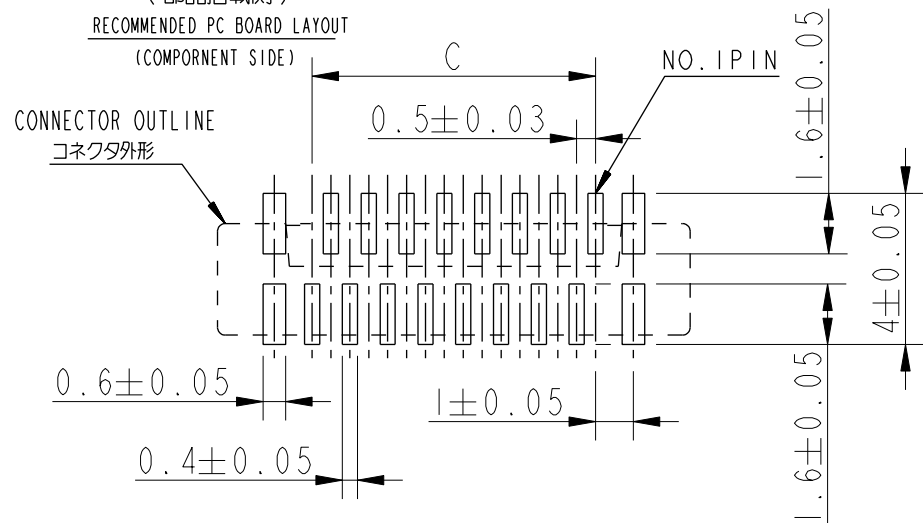 RECOMMENDED PC BOARD LAYOUT
(COMPORNENT SIDE)
C
NO.1PIN
0.5±0.03
1.6±0.05
CONNECTOR OUTLINE
コネクタ外形
4±0.05
0.6±0.05
1±0.05
0.4±0.05
1.6±0.05